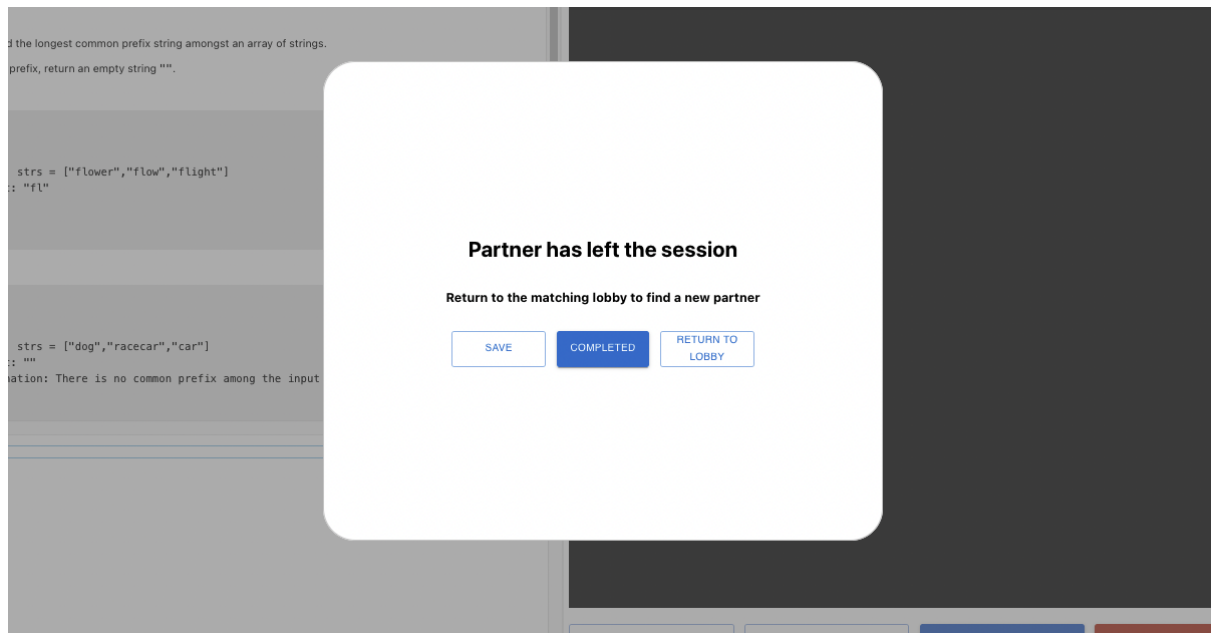 d the longest common prefix string amongst an array of strings.
prefix, return an empty string "".
strs = ["flower","flow","flight"]
: "fl"
strs = ["dog","racecar","car"]
: ""
nation: There is no common prefix among the input
Partner has left the session
Return to the matching lobby to find a new partner
SAVE
COMPLETED
RETURN TO
LOBBY